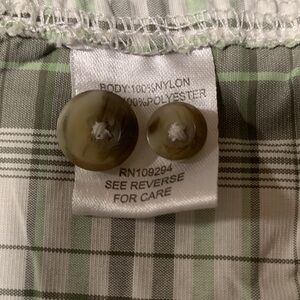 BODY:100%NYLON
100%POLYESTER
RN109294
SEE REVERSE
FOR CARE